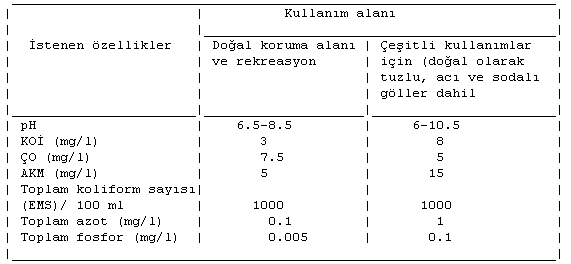 Kullanım alanı
İstenen özellikler Doğal koruma alanı Çeşitli kullanımlar
ve rekreasyon için (doğal olarak
tuzlu, acı ve sodalı
göller dahil
pH 6.5-8.5 6-10.5
KOİ (mg/l) 3 8
ÇO (mg/l) 7.5 5
AKM (mg/l) 5 15
Toplam koliform sayısı
(EMS)/ 100 ml 1000 1000
Toplam azot (mg/l) 0.1 1
Toplam fosfor (mg/l) 0.005 0.1